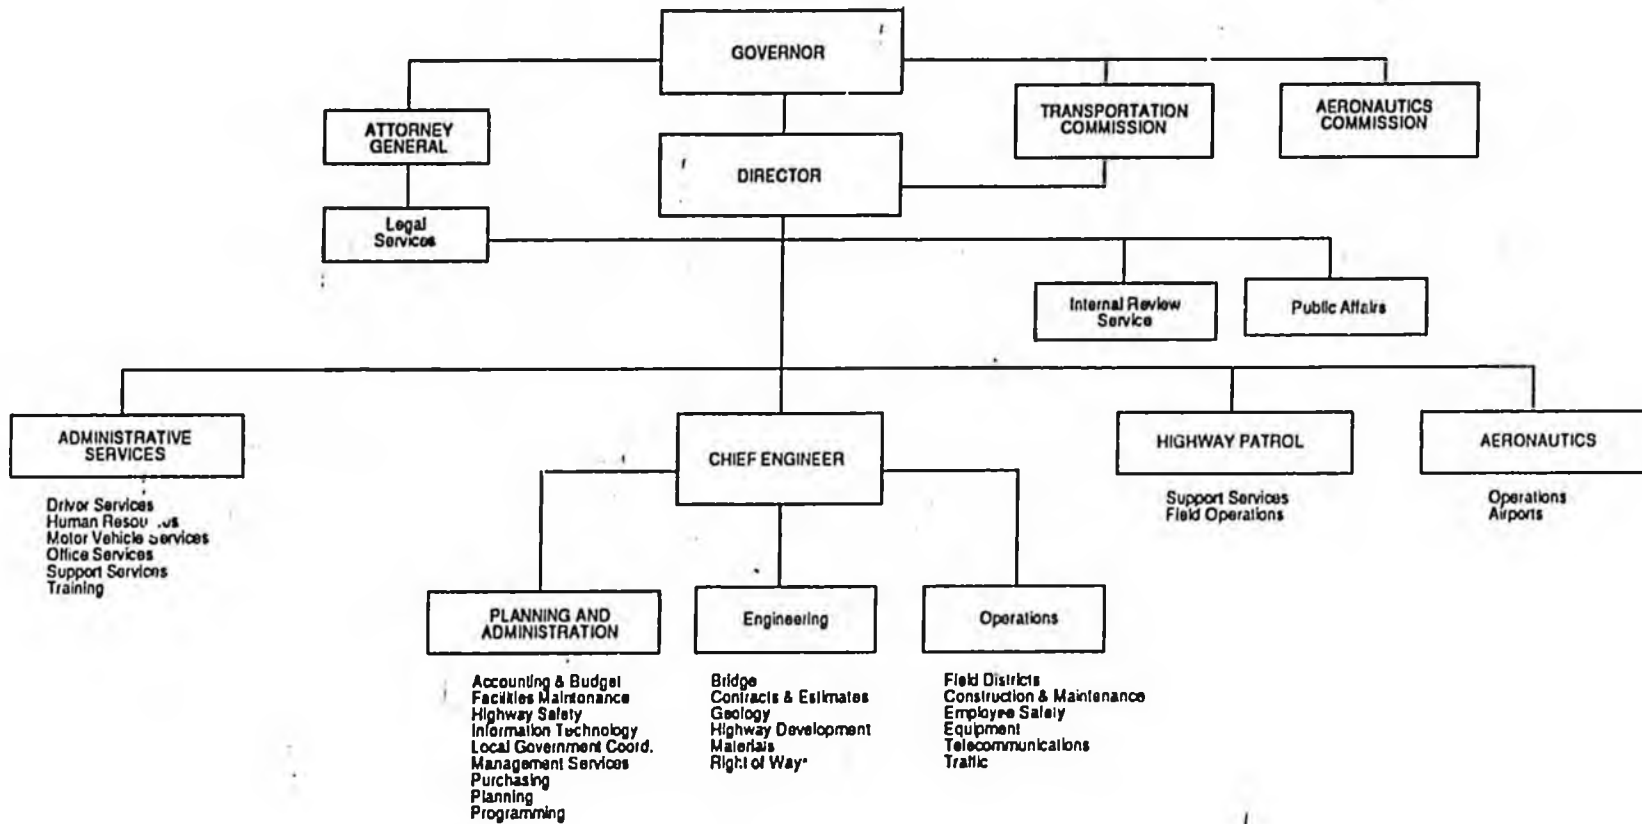 GOVERNOR
ATTORNEY
GENERAL
TRANSPORTATION
COMMISSION
AERONAUTICS
COMMISSION
DIRECTOR
Legal
Services
Internal Review
Service
Public Affairs
ADMINISTRATIVE
SERVICES
CHIEF ENGINEER
HIGHWAY PATROL
AERONAUTICS
Driver Services
Human
Motor Vehicle Services
Office Services
Support Services
Training
Support Services
Field Operations
Operations
Airports
PLANNING AND
ADMINISTRATION
Engineering
Operations
Accounting & Budget
Facilities Maintenance
Highway Safety
Information Technology
Local Government Coord.
Management Services
Purchasing
Planning
Programming
Bridge
Contracts & Estimates
Geology
Highway Development
Materials
Right of Way
Field Districts
Construction & Maintenance
Employee Safety
Equipment
Telecommunications
Traffic